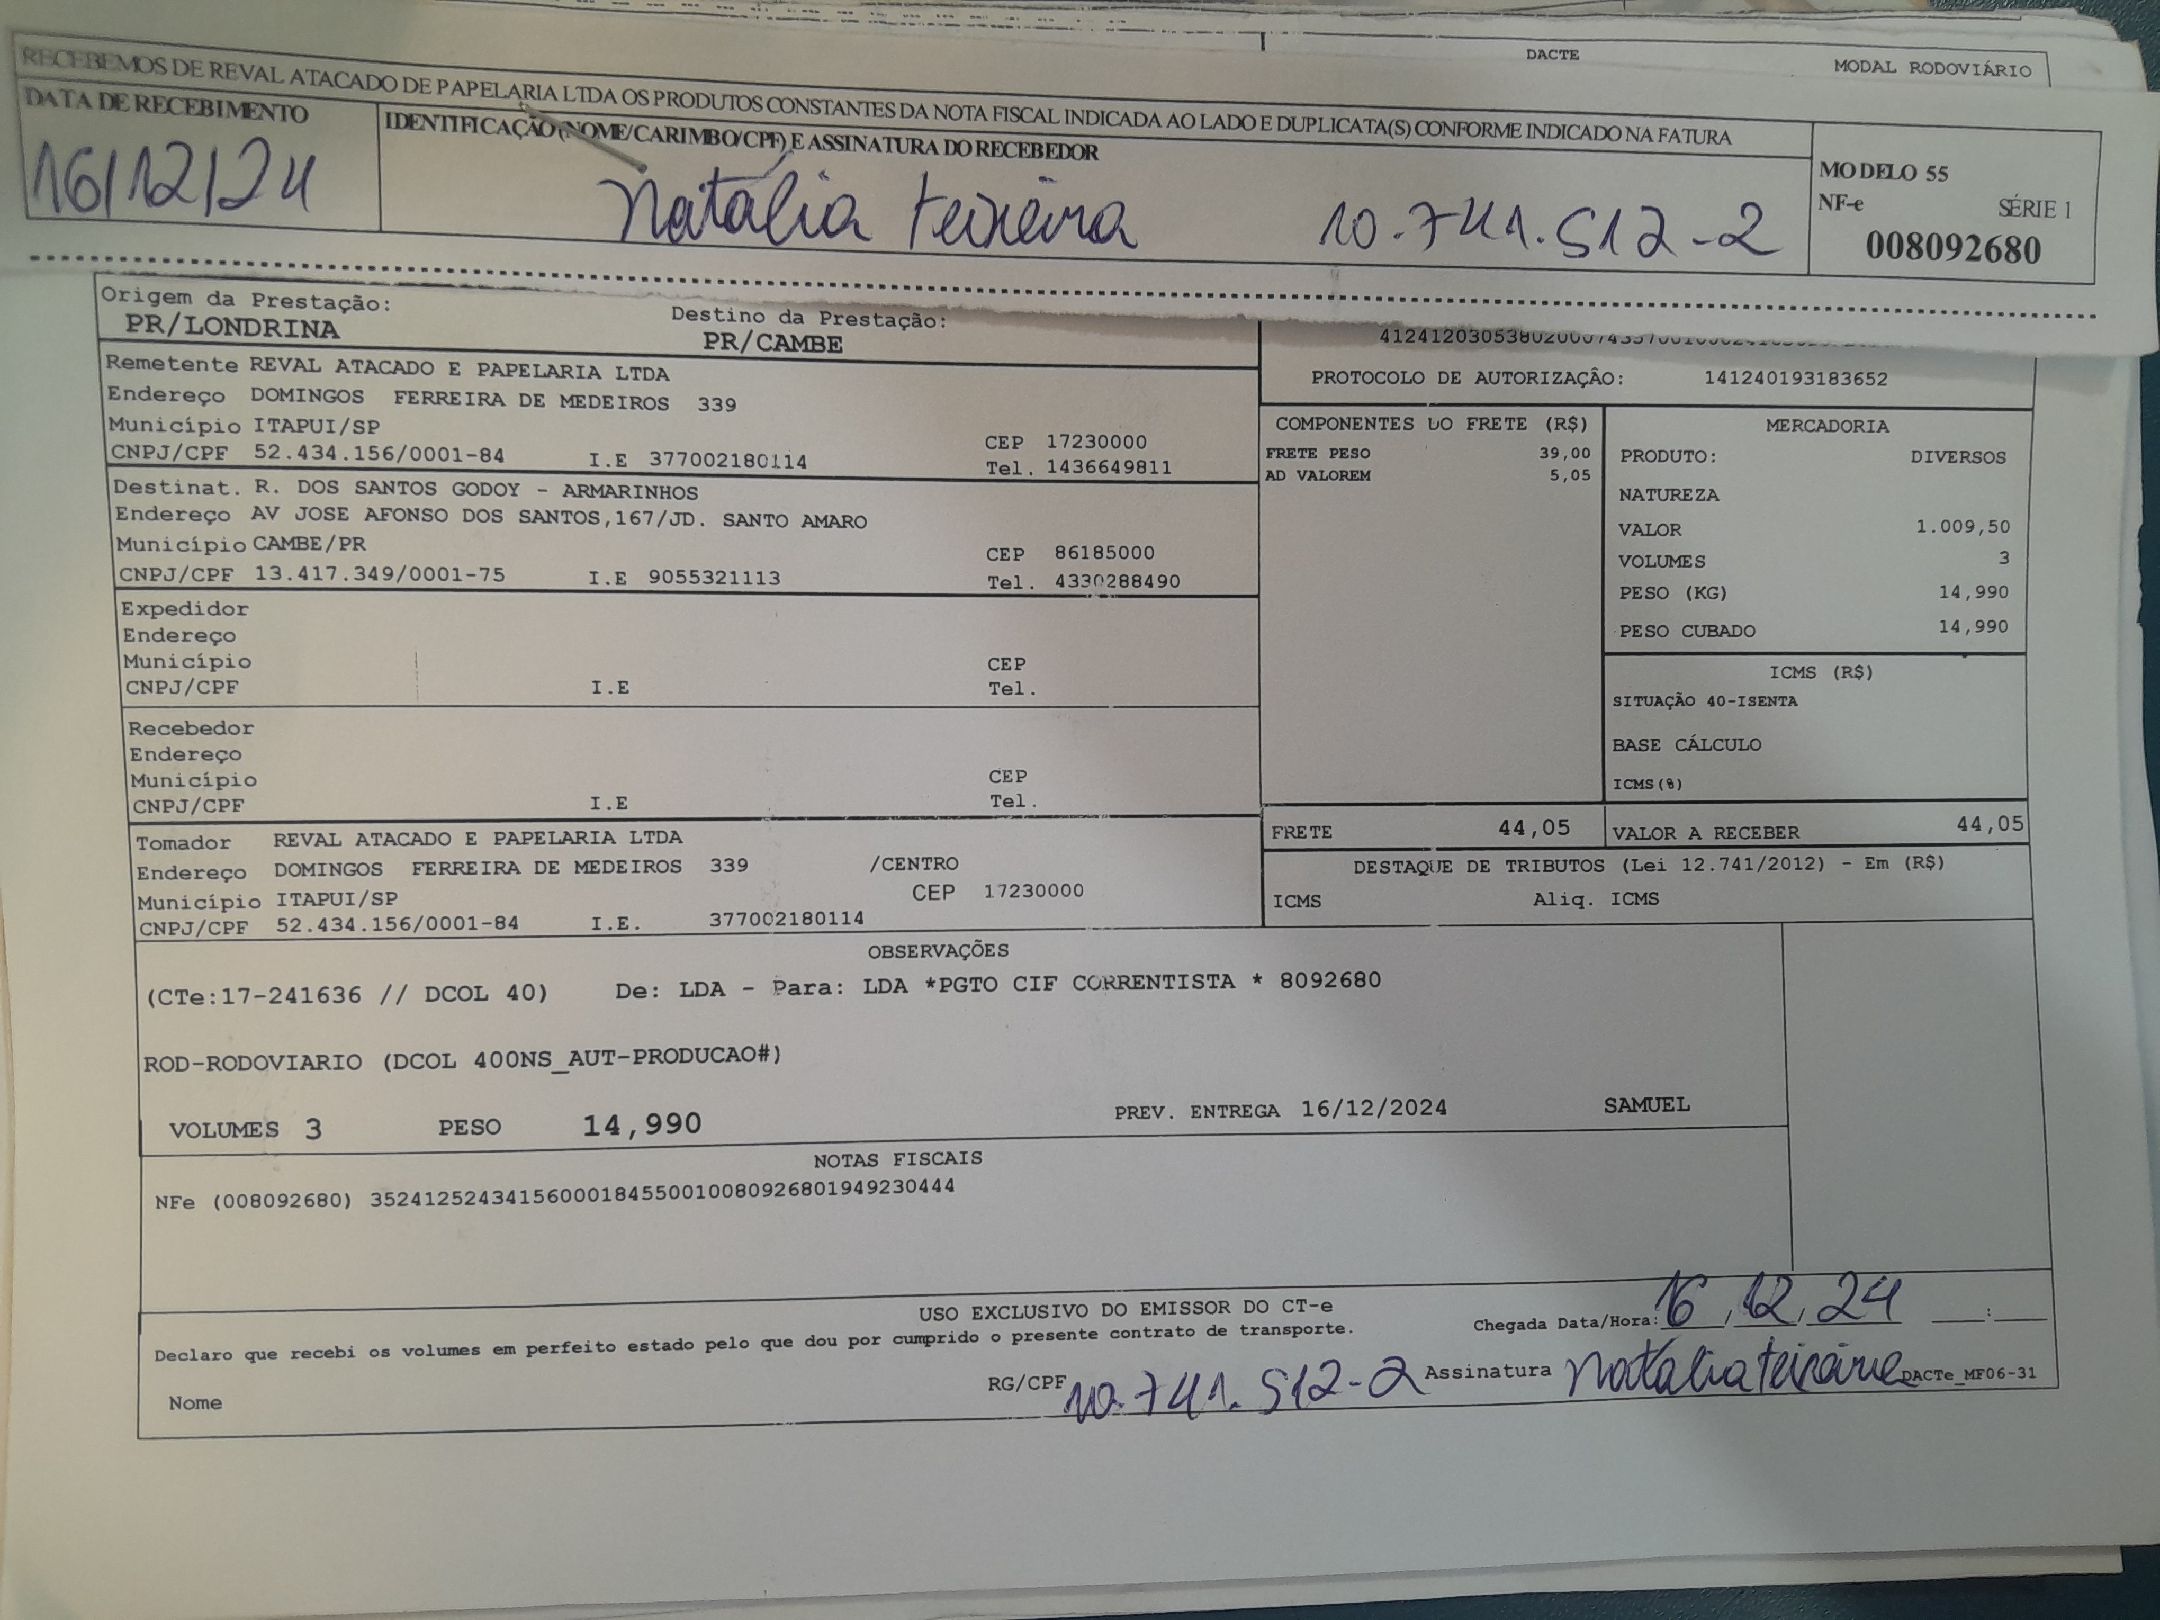 DACTE
MODAL RODOVIÁRIO
RECEBEMOS DE REVAL ATACADO DE PAPELARIA LTDA OS PRODUTOS CONSTANTES DA NOTA FISCAL INDICADA AO LADO E DUPLICATA(S) CONFORME INDICADO NA FATURA
DATA DE RECEBIMENTO
16/12/24
IDENTIFICAÇÃO (NOME/CARIMBO/CPF) E ASSINATURA DO RECEBEDOR
Natália Teixeira 10.741.512-2
MODELO 55
NF-e SÉRIE 1
008092680
Origem da Prestação:
PR/LONDRINA
Destino da Prestação:
PR/CAMBE
PROTOCOLO DE AUTORIZAÇÃO: 141240193183652
Remetente REVAL ATACADO E PAPELARIA LTDA
Endereço DOMINGOS FERREIRA DE MEDEIROS 339
Município ITAPUI/SP CEP 17230000
CNPJ/CPF 52.434.156/0001-84 I.E 377002180114 Tel. 1436649811
Destinat. R. DOS SANTOS GODOY - ARMARINHOS
Endereço AV JOSE AFONSO DOS SANTOS,167/JD. SANTO AMARO
Município CAMBE/PR CEP 86185000
CNPJ/CPF 13.417.349/0001-75 I.E 9055321113 Tel. 4330288490
Expedidor
Endereço
Município CEP
CNPJ/CPF I.E Tel.
Recebedor
Endereço
Município CEP
CNPJ/CPF I.E Tel.
Tomador REVAL ATACADO E PAPELARIA LTDA
Endereço DOMINGOS FERREIRA DE MEDEIROS 339 /CENTRO
Município ITAPUI/SP CEP 17230000
CNPJ/CPF 52.434.156/0001-84 I.E. 377002180114
COMPONENTES DO FRETE (R$)
FRETE PESO 39,00
AD VALOREM 5,05
MERCADORIA
PRODUTO: DIVERSOS
NATUREZA
VALOR 1.009,50
VOLUMES 3
PESO (KG) 14,990
PESO CUBADO 14,990
ICMS (R$)
SITUAÇÃO 40-ISENTA
BASE CÁLCULO
ICMS(%)
FRETE 44,05 VALOR A RECEBER 44,05
DESTAQUE DE TRIBUTOS (Lei 12.741/2012) - Em (R$)
ICMS Aliq. ICMS
OBSERVAÇÕES
(CTe:17-241636 // DCOL 40) De: LDA - Para: LDA *PGTO CIF CORRENTISTA * 8092680
ROD-RODOVIARIO (DCOL 400NS_AUT-PRODUCAO#)
VOLUMES 3 PESO 14,990 PREV. ENTREGA 16/12/2024 SAMUEL
NOTAS FISCAIS
NFe (008092680) 35241252434156000184550010080926801949230444
USO EXCLUSIVO DO EMISSOR DO CT-e
Declaro que recebi os volumes em perfeito estado pelo que dou por cumprido o presente contrato de transporte.
Chegada Data/Hora: 16,12,24 :
Nome RG/CPF 10.741.512-2 Assinatura Natália Teixeira DACTe_MF06-31